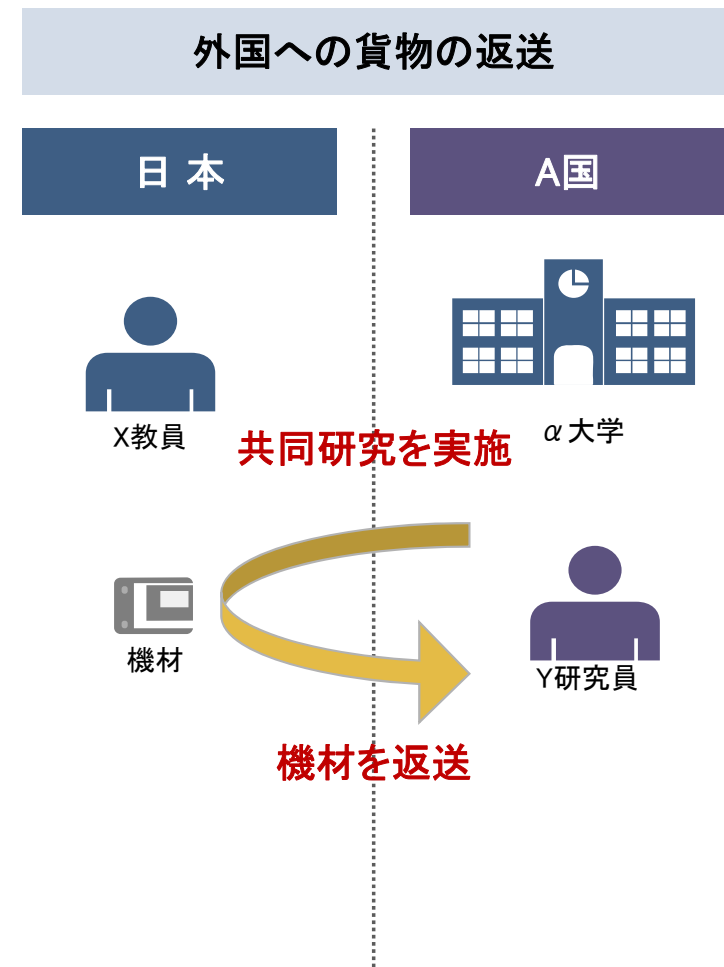 外国への貨物の返送
日 本
A国
X教員
α大学
共同研究を実施
機材
Y研究員
機材を返送